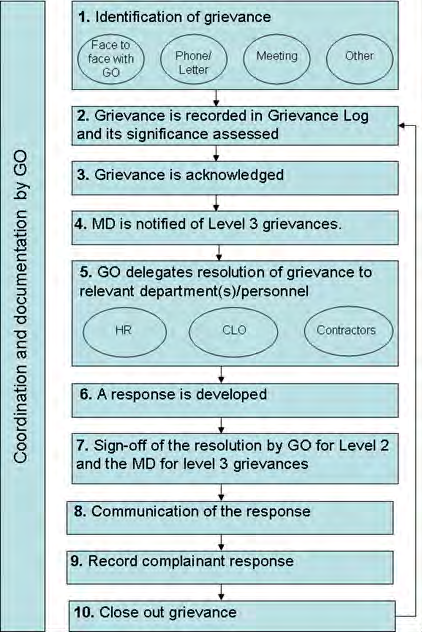 Coordination and documentation by GO
1. Identification of grievance
Face to
face with
GO
Phone/
Letter
Meeting
Other
2. Grievance is recorded in Grievance Log
and its significance assessed
3. Grievance is acknowledged
4. MD is notified of Level 3 grievances.
5. GO delegates resolution of grievance to
relevant department(s)/personnel
HR
CLO
Contractors
6. A response is developed
7. Sign-off of the resolution by GO for Level 2
and the MD for level 3 grievances
8. Communication of the response
9. Record complainant response
10. Close out grievance